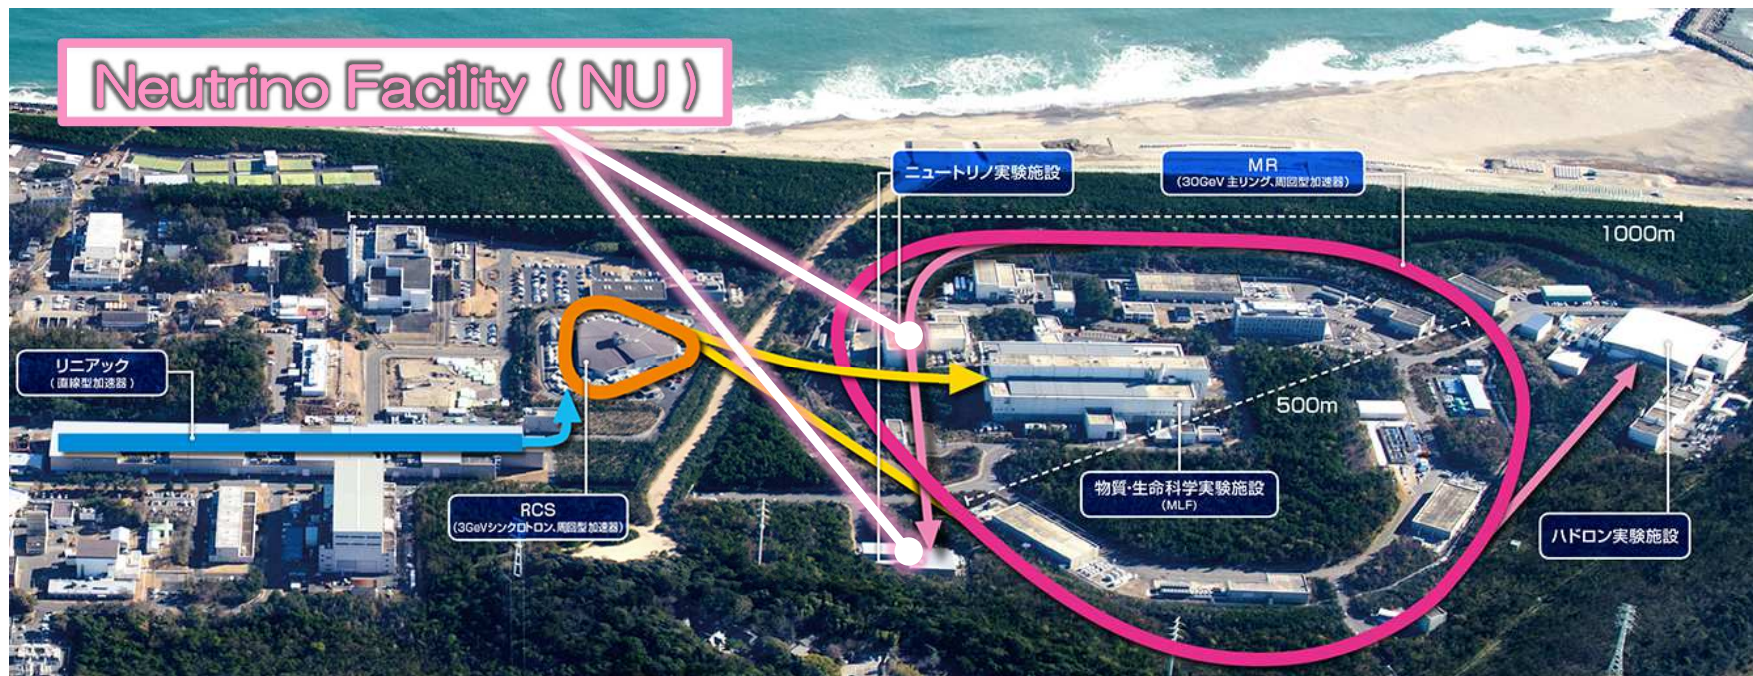 Neutrino Facility ( NU )
ニュートリノ実験施設
MR
(30GeV 主リング、周回型加速器)
1000m
リニアック
(直線型加速器)
500m
RCS
(3GeVシンクロトロン、周回型加速器)
物質・生命科学実験施設
(MLF)
ハドロン実験施設